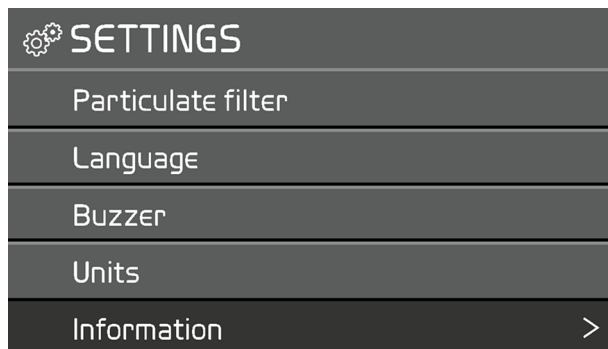 SETTINGS
Particulate filter
Language
Buzzer
Units
Information >